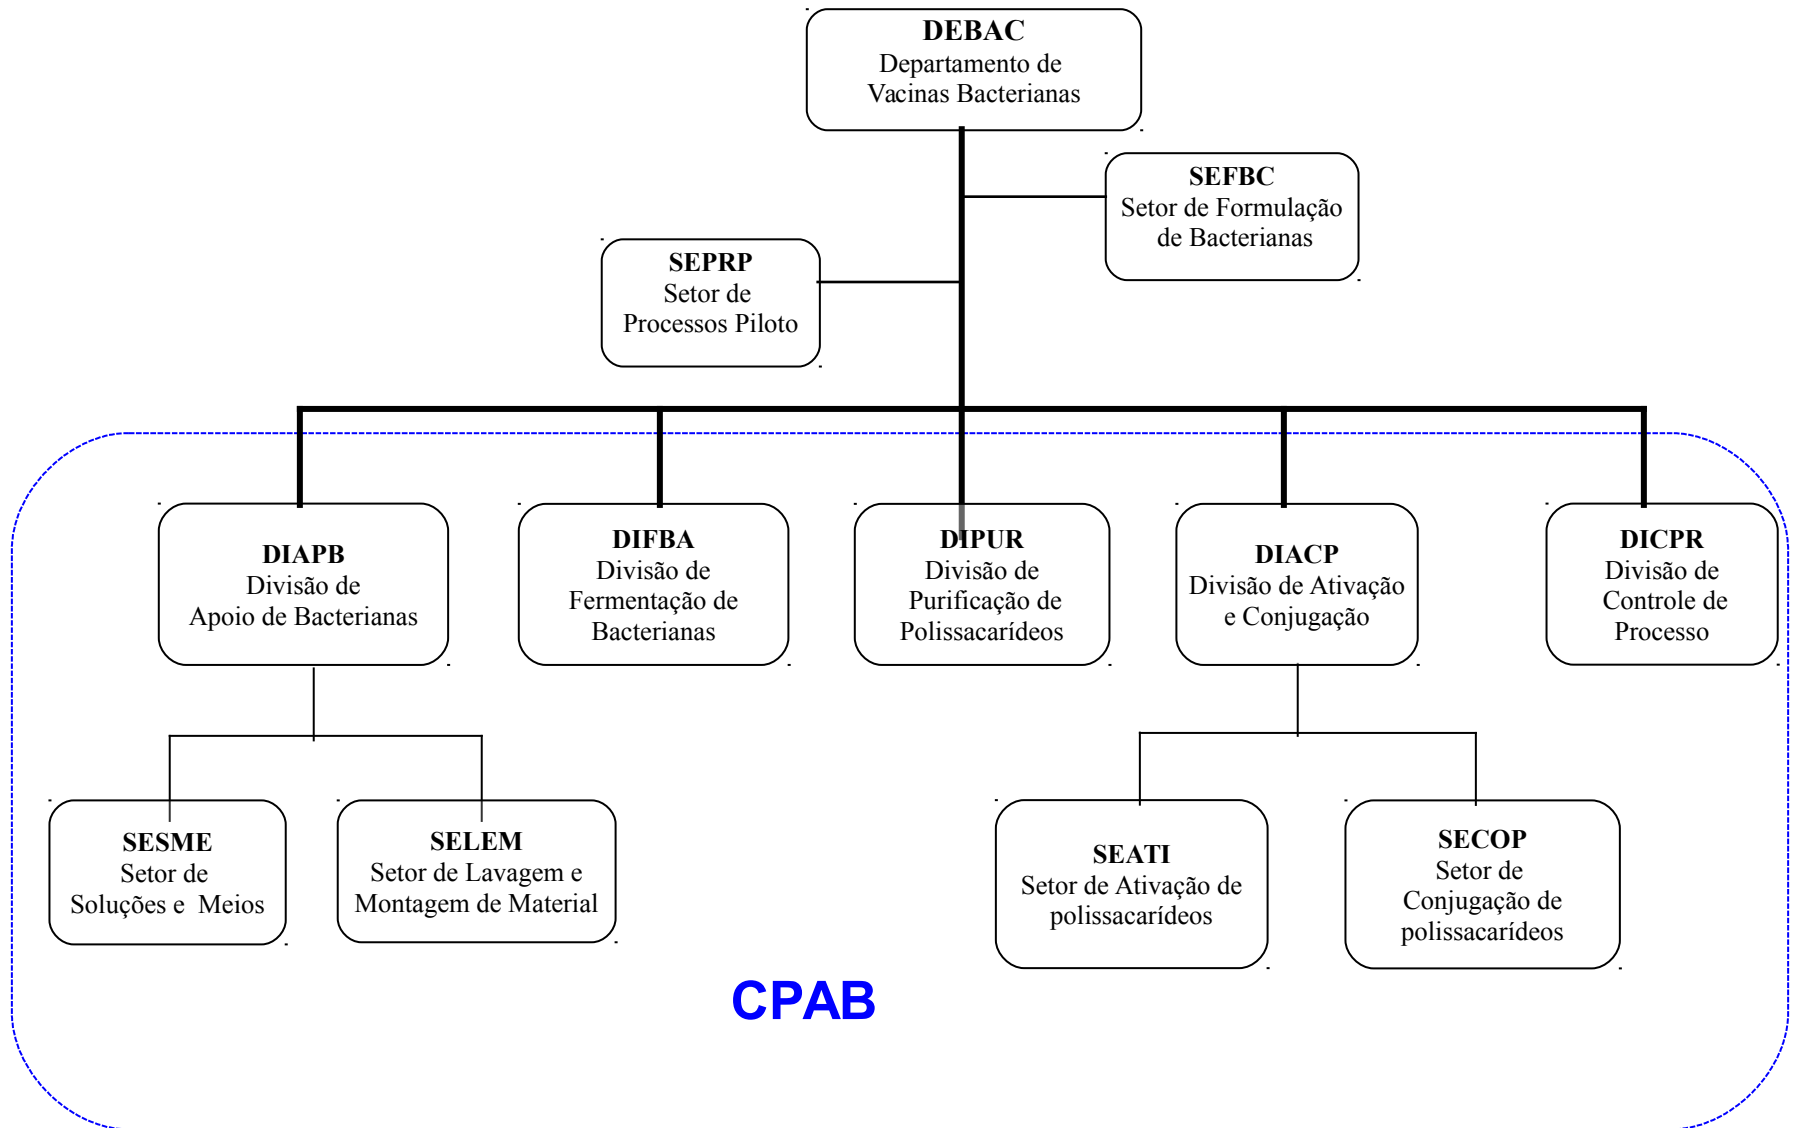 DEBAC
Departamento de
Vacinas Bacterianas
SEFBC
Setor de Formulação
de Bacterianas
SEPRP
Setor de
Processos Piloto
DIAPB
Divisão de
Apoio de Bacterianas
DIFBA
Divisão de
Fermentação de
Bacterianas
DIPUR
Divisão de
Purificação de
Polissacarídeos
DIACP
Divisão de Ativação
e Conjugação
DICPR
Divisão de
Controle de
Processo
SESME
Setor de
Soluções e Meios
SELEM
Setor de Lavagem e
Montagem de Material
SEATI
Setor de Ativação de
polissacarídeos
SECOP
Setor de
Conjugação de
polissacarídeos
CPAB